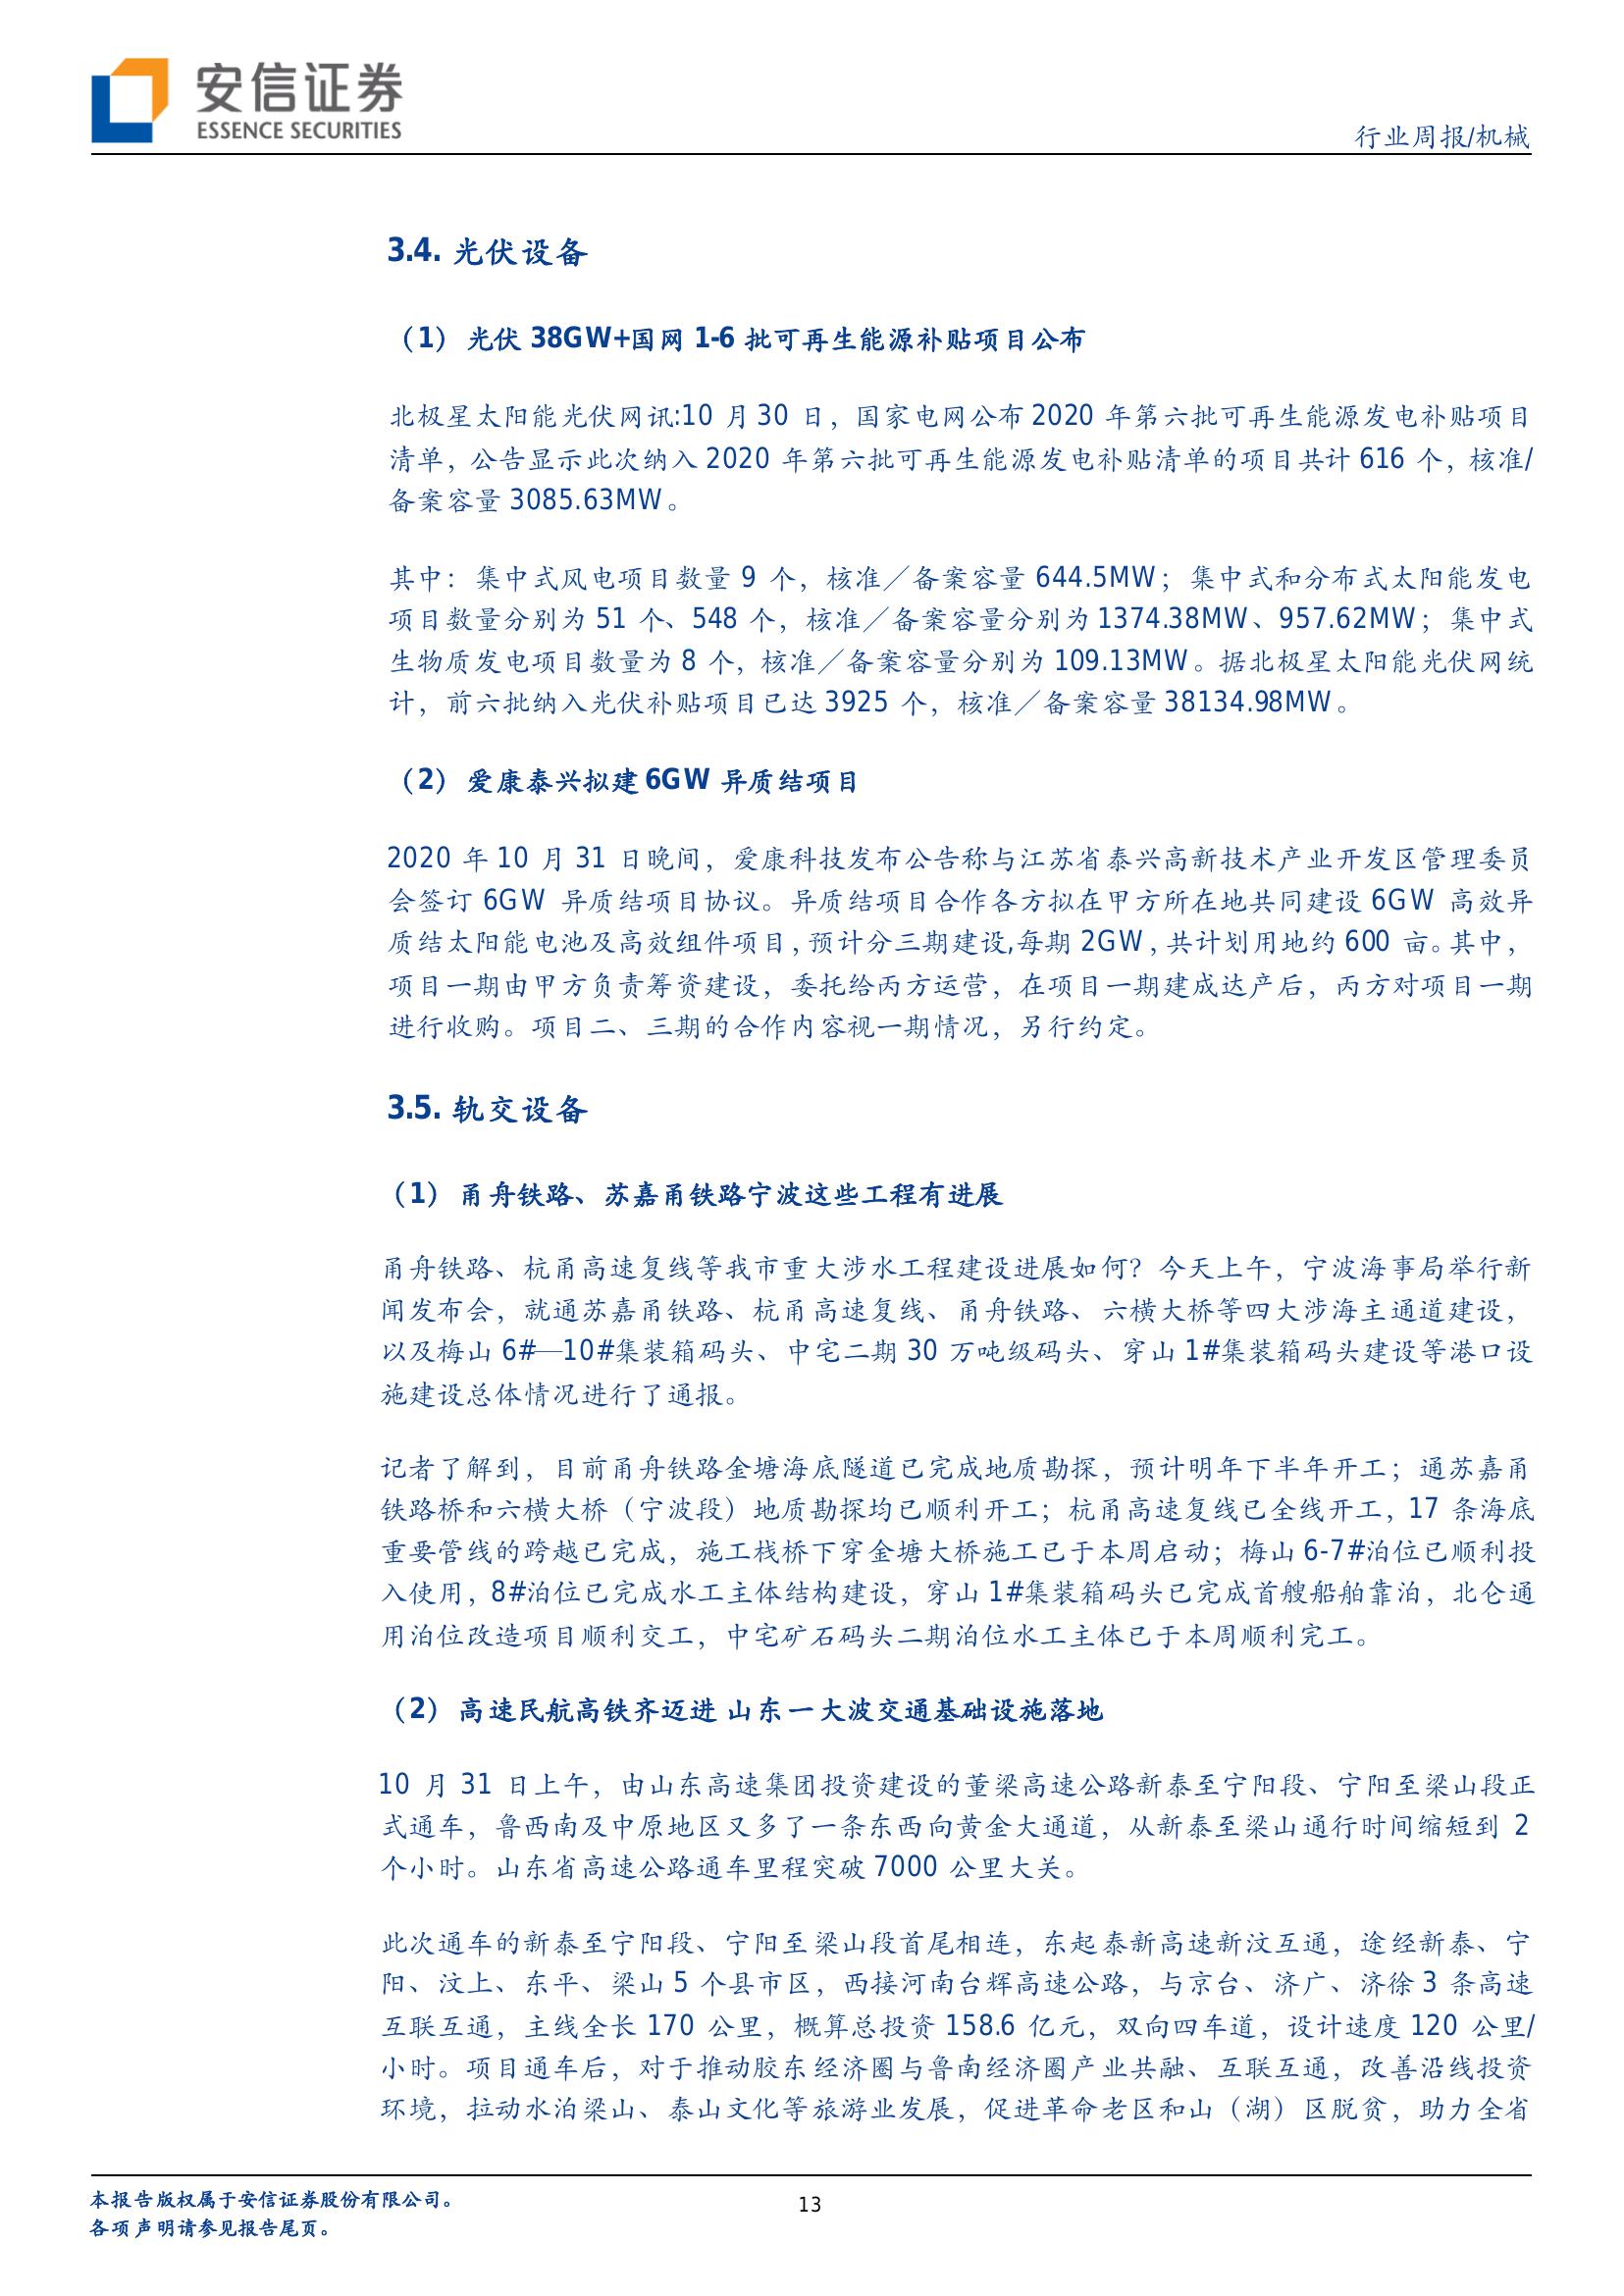 安信证券
ESSENCE SECURITIES
行业周报/机械
3.4. 光伏设备
（1） 光伏 38GW+国网 1-6 批可再生能源补贴项目公布
北极星太阳能光伏网讯:10 月 30 日，国家电网公布 2020 年第六批可再生能源发电补贴项目
清单，公告显示此次纳入 2020 年第六批可再生能源发电补贴清单的项目共计 616 个，核准/
备案容量 3085.63MW。
其中：集中式风电项目数量 9 个，核准／备案容量 644.5MW；集中式和分布式太阳能发电
项目数量分别为 51 个、548 个，核准／备案容量分别为 1374.38MW、957.62MW；集中式
生物质发电项目数量为 8 个，核准／备案容量分别为 109.13MW。据北极星太阳能光伏网统
计，前六批纳入光伏补贴项目已达 3925 个，核准／备案容量 38134.98MW。
（2） 爱康泰兴拟建 6GW 异质结项目
2020 年 10 月 31 日晚间，爱康科技发布公告称与江苏省泰兴高新技术产业开发区管理委员
会签订 6GW 异质结项目协议。异质结项目合作各方拟在甲方所在地共同建设 6GW 高效异
质结太阳能电池及高效组件项目，预计分三期建设,每期 2GW，共计划用地约 600 亩。其中，
项目一期由甲方负责筹资建设，委托给丙方运营，在项目一期建成达产后，丙方对项目一期
进行收购。项目二、三期的合作内容视一期情况，另行约定。
3.5. 轨交设备
（1） 甬舟铁路、苏嘉甬铁路宁波这些工程有进展
甬舟铁路、杭甬高速复线等我市重大涉水工程建设进展如何？今天上午，宁波海事局举行新
闻发布会，就通苏嘉甬铁路、杭甬高速复线、甬舟铁路、六横大桥等四大涉海主通道建设，
以及梅山 6#—10#集装箱码头、中宅二期 30 万吨级码头、穿山 1#集装箱码头建设等港口设
施建设总体情况进行了通报。
记者了解到，目前甬舟铁路金塘海底隧道已完成地质勘探，预计明年下半年开工；通苏嘉甬
铁路桥和六横大桥（宁波段）地质勘探均已顺利开工；杭甬高速复线已全线开工，17 条海底
重要管线的跨越已完成，施工栈桥下穿金塘大桥施工已于本周启动；梅山 6-7#泊位已顺利投
入使用，8#泊位已完成水工主体结构建设，穿山 1#集装箱码头已完成首艘船舶靠泊，北仑通
用泊位改造项目顺利交工，中宅矿石码头二期泊位水工主体已于本周顺利完工。
（2） 高速民航高铁齐迈进 山东一大波交通基础设施落地
10 月 31 日上午，由山东高速集团投资建设的董梁高速公路新泰至宁阳段、宁阳至梁山段正
式通车，鲁西南及中原地区又多了一条东西向黄金大通道，从新泰至梁山通行时间缩短到 2
个小时。山东省高速公路通车里程突破 7000 公里大关。
此次通车的新泰至宁阳段、宁阳至梁山段首尾相连，东起泰新高速新汶互通，途经新泰、宁
阳、汶上、东平、梁山 5 个县市区，西接河南台辉高速公路，与京台、济广、济徐 3 条高速
互联互通，主线全长 170 公里，概算总投资 158.6 亿元，双向四车道，设计速度 120 公里/
小时。项目通车后，对于推动胶东经济圈与鲁南经济圈产业共融、互联互通，改善沿线投资
环境，拉动水泊梁山、泰山文化等旅游业发展，促进革命老区和山（湖）区脱贫，助力全省
本报告版权属于安信证券股份有限公司。
13
各项声明请参见报告尾页。